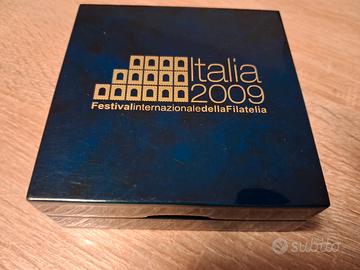 Italia
2009
FestivalinternazionaledellaFilatelia
subito